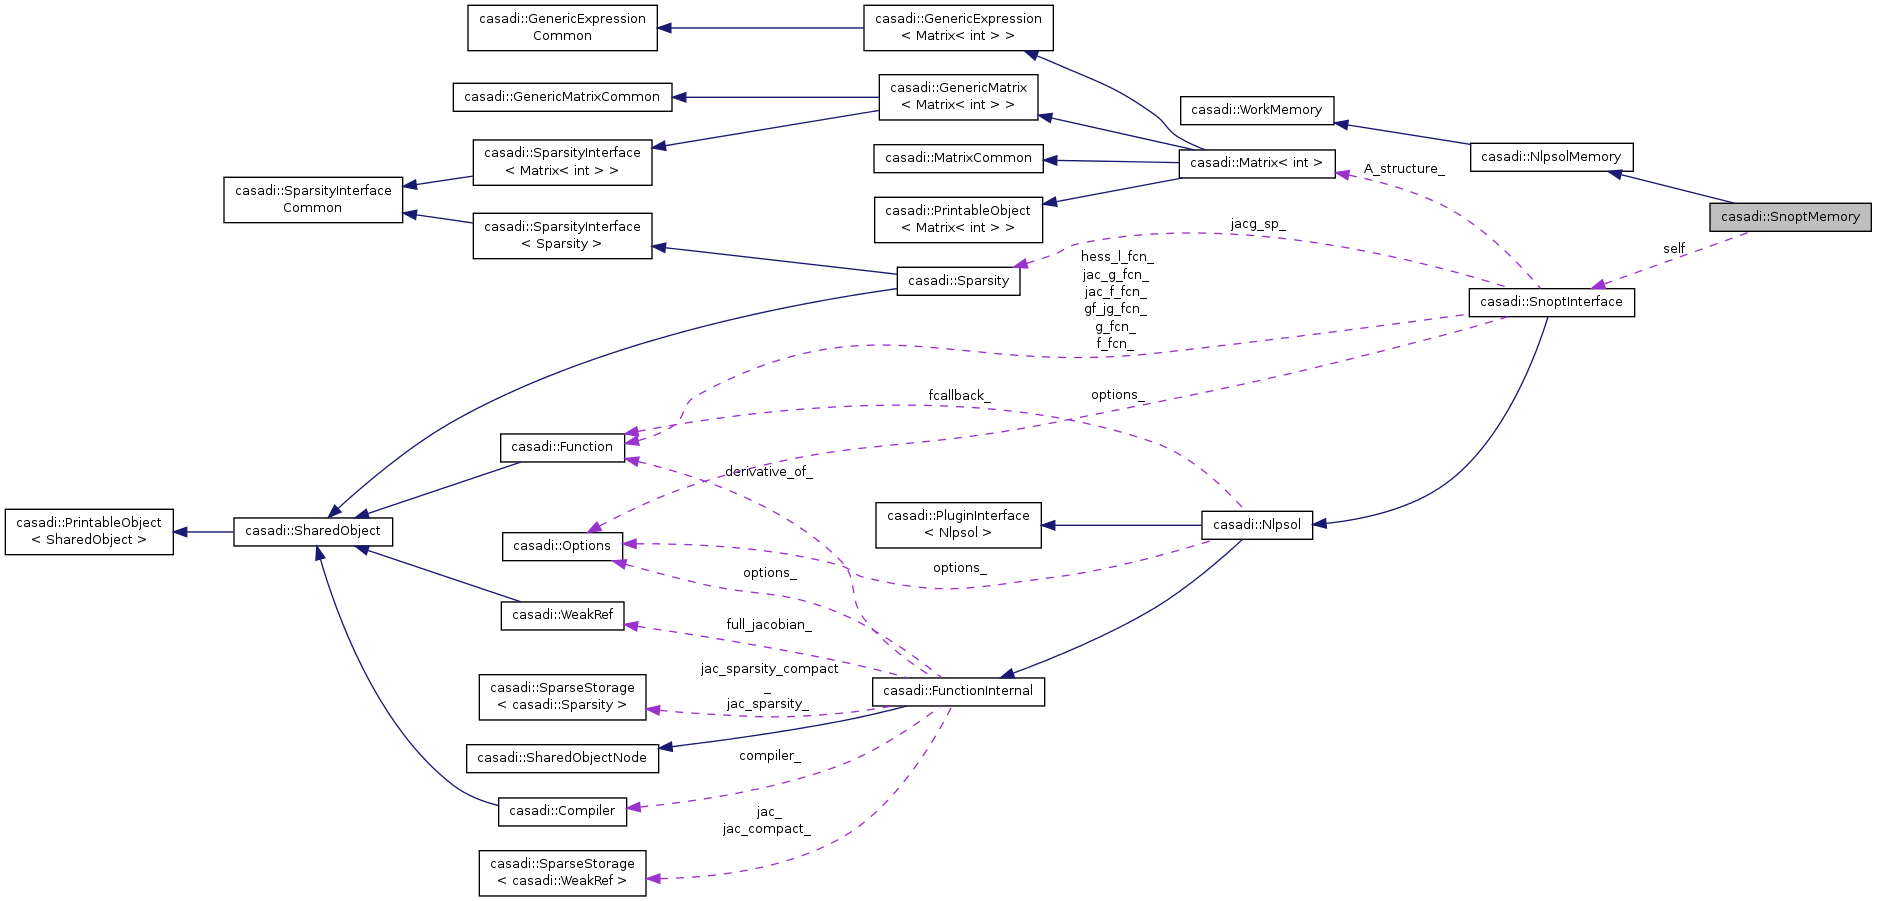 casadi::GenericExpression
Common
casadi::GenericExpression
< Matrix< int > >
casadi::GenericMatrixCommon
casadi::GenericMatrix
< Matrix< int > >
casadi::WorkMemory
casadi::SparsityInterface
< Matrix< int > >
casadi::MatrixCommon
casadi::Matrix< int >
casadi::NlpsolMemory
A_structure_
casadi::SparsityInterface
Common
casadi::PrintableObject
< Matrix< int > >
casadi::SnoptMemory
casadi::SparsityInterface
< Sparsity >
jacg_sp_
self
casadi::Sparsity
hess_l_fcn_
jac_g_fcn_
jac_f_fcn_
gf_jg_fcn_
g_fcn_
f_fcn_
casadi::SnoptInterface
fcallback_
options_
casadi::Function
derivative_of_
casadi::PrintableObject
< SharedObject >
casadi::SharedObject
casadi::Options
casadi::PluginInterface
< Nlpsol >
casadi::Nlpsol
options_
options_
casadi::WeakRef
full_jacobian_
jac_sparsity_compact
_
jac_sparsity_
casadi::SparseStorage
< casadi::Sparsity >
casadi::FunctionInternal
casadi::SharedObjectNode
compiler_
casadi::Compiler
jac_
jac_compact_
casadi::SparseStorage
< casadi::WeakRef >